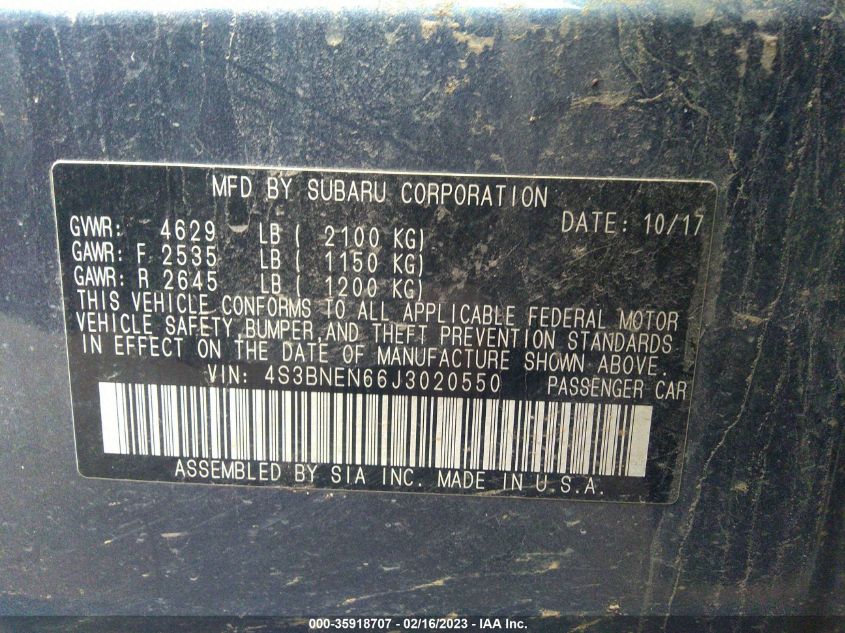 MFD BY SUBARU CORPORATION
DATE: 10/17
GVWR: 4629 LB ( 2100 KG)
GAWR: F 2535 LB ( 1150 KG)
GAWR: R 2645 LB ( 1200 KG)
THIS VEHICLE CONFORMS TO ALL APPLICABLE FEDERAL MOTOR
VEHICLE SAFETY, BUMPER, AND THEFT PREVENTION STANDARDS
IN EFFECT ON THE DATE OF MANUFACTURE SHOWN ABOVE.
VIN: 4S3BNEN66J3020550 PASSENGER CAR
ASSEMBLED BY SIA INC. MADE IN U.S.A.
000-35918707 - 02/16/2023 - IAA Inc.